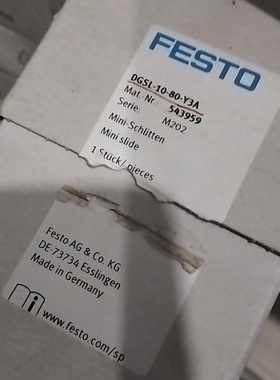 FESTO
DGSL-10-80-Y3A
Mat. Nr. 543959
Serie: M202
Mini-Schlitten
Mini slide
1 Stück/ pieces
Festo AG & Co. KG
DE-73734 Esslingen
Made in Germany
www.festo.com/sp